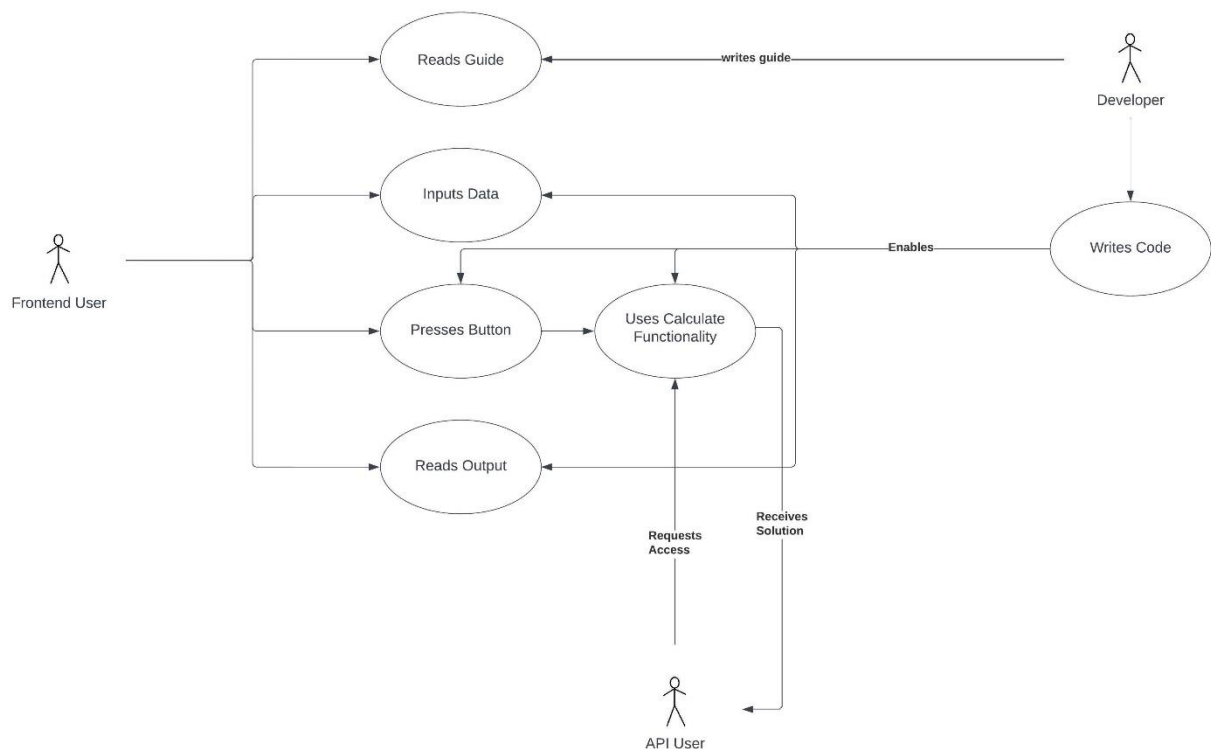 Reads Guide
writes guide
Developer
Inputs Data
Enables
Writes Code
Frontend User
Presses Button
Uses Calculate
Functionality
Reads Output
Requests
Access
Receives
Solution
API User